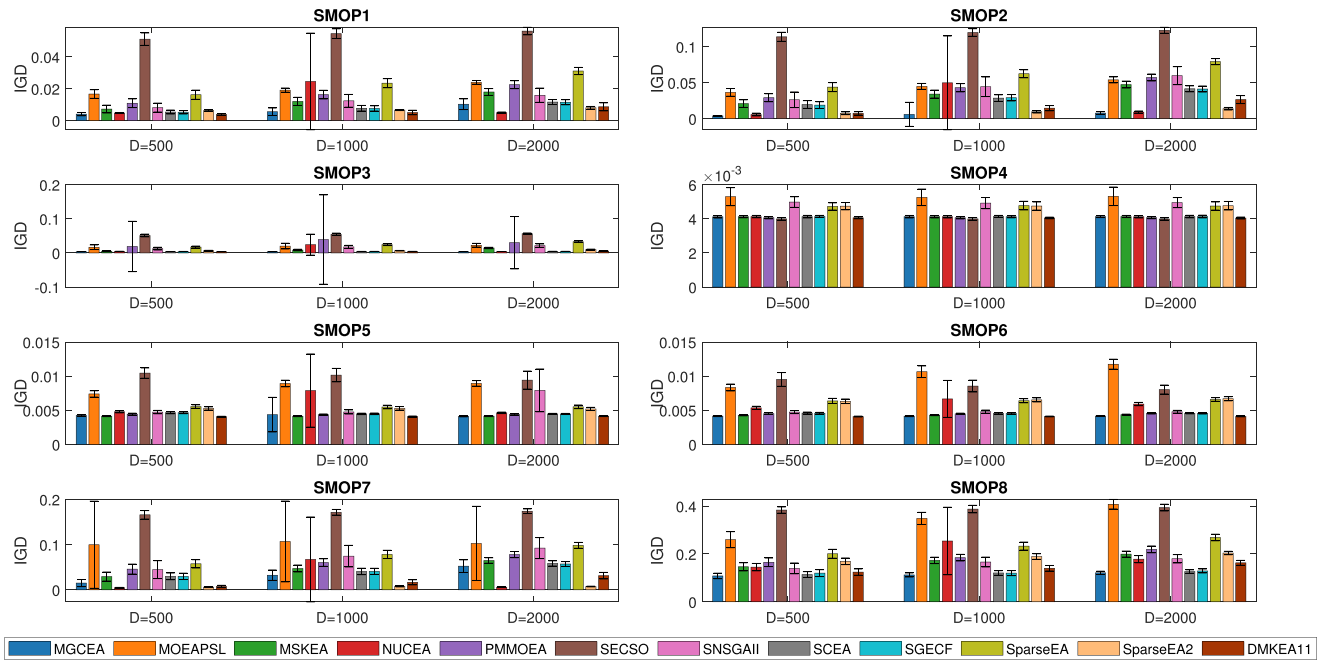 SMOP1
IGD
0.04
0.02
0
D=500
D=1000
D=2000
SMOP2
IGD
0.1
0.05
0
D=500
D=1000
D=2000
SMOP3
IGD
0.2
0.1
0
-0.1
D=500
D=1000
D=2000
SMOP4
×10-3
IGD
6
4
2
0
D=500
D=1000
D=2000
SMOP5
IGD
0.015
0.01
0.005
0
D=500
D=1000
D=2000
SMOP6
IGD
0.015
0.01
0.005
0
D=500
D=1000
D=2000
SMOP7
IGD
0.2
0.1
0
D=500
D=1000
D=2000
SMOP8
IGD
0.4
0.2
0
D=500
D=1000
D=2000
MGCEA MOEAPSL MSKEA NUCEA PMMOEA SECSO SNSGAII SCEA SGECF SparseEA SparseEA2 DMKEA11